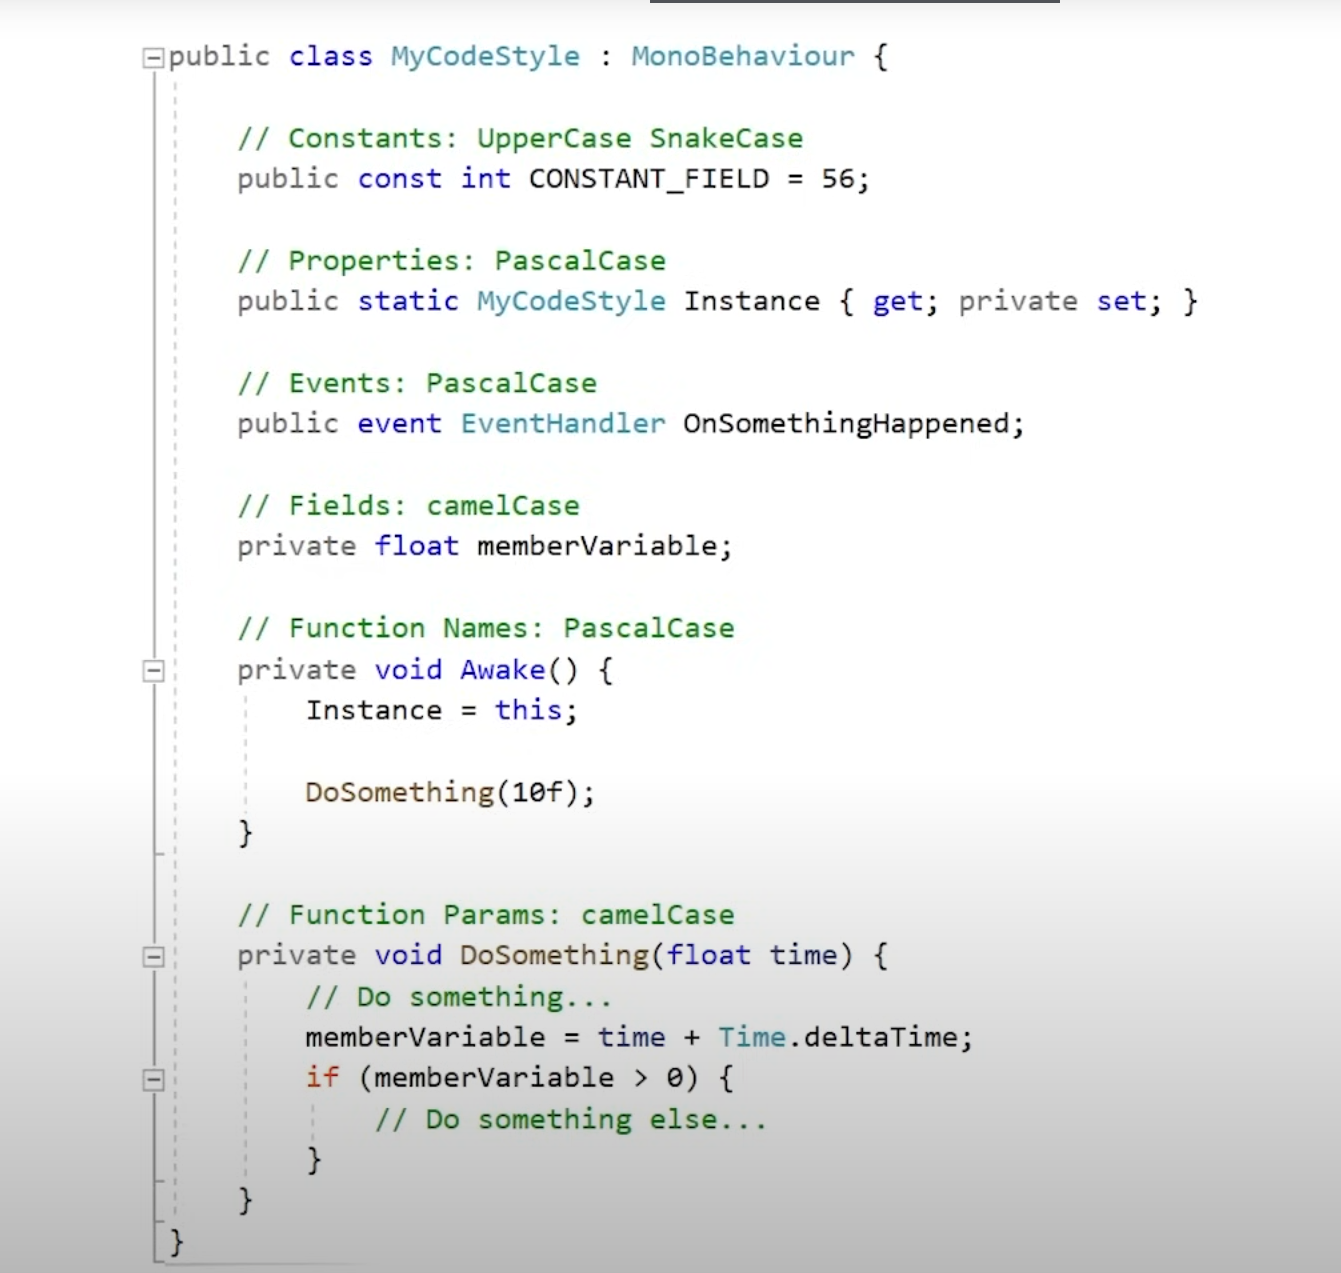 public class MyCodeStyle : MonoBehaviour {
// Constants: UpperCase SnakeCase
public const int CONSTANT_FIELD = 56;
// Properties: PascalCase
public static MyCodeStyle Instance { get; private set; }
// Events: PascalCase
public event EventHandler OnSomethingHappened;
// Fields: camelCase
private float memberVariable;
// Function Names: PascalCase
private void Awake() {
Instance = this;
DoSomething(10f);
}
// Function Params: camelCase
private void DoSomething(float time) {
// Do something...
memberVariable = time + Time.deltaTime;
if (memberVariable > 0) {
// Do something else...
}
}
}